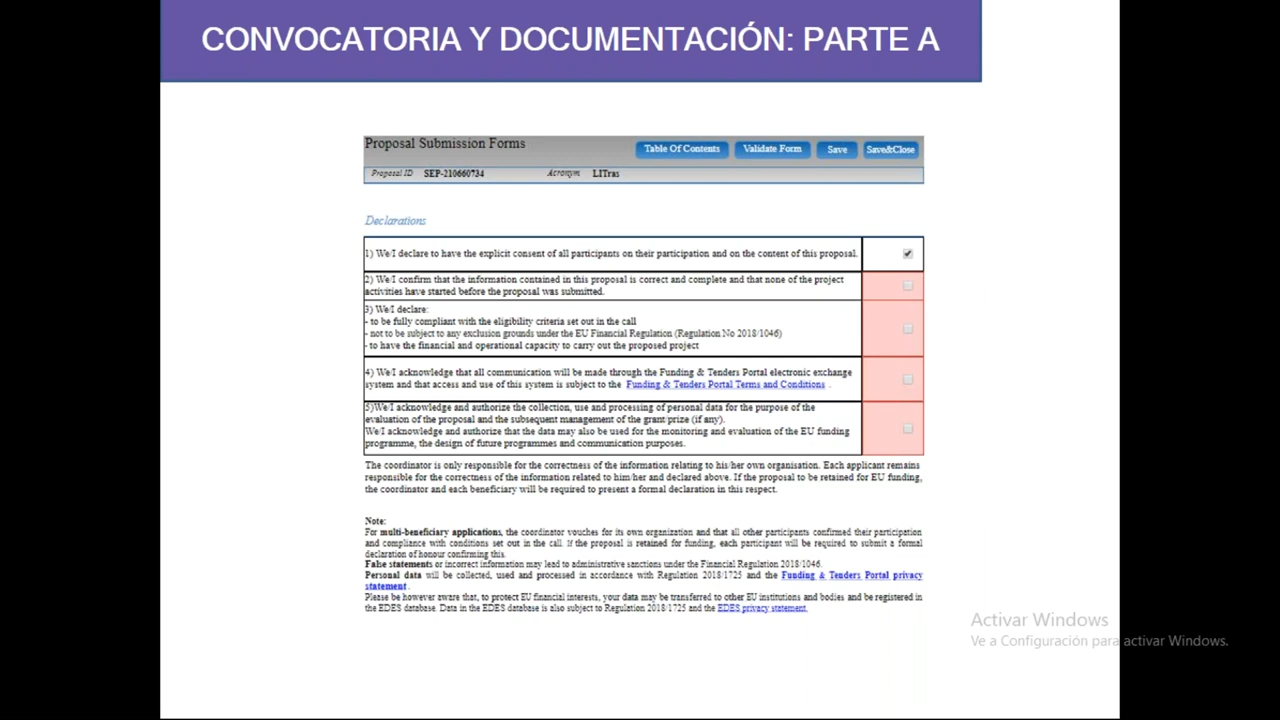 CONVOCATORIA Y DOCUMENTACIÓN: PARTE A
Proposal Submission Forms
Table Of Contents
Validate Form
Save
Save&Close
Proposal ID SEP-210660734 Acronym LITras
Declarations
1) We/I declare to have the explicit consent of all participants on their participation and on the content of this proposal.
2) We/I confirm that the information contained in this proposal is correct and complete and that none of the project
activities have started before the proposal was submitted.
3) We/I declare:
- to be fully compliant with the eligibility criteria set out in the call
- not to be subject to any exclusion grounds under the EU Financial Regulation (Regulation No 2018/1046)
- to have the financial and operational capacity to carry out the proposed project
4) We/I acknowledge that all communication will be made through the Funding & Tenders Portal electronic exchange
system and that access and use of this system is subject to the Funding & Tenders Portal Terms and Conditions .
5)We/I acknowledge and authorize the collection, use and processing of personal data for the purpose of the
evaluation of the proposal and the subsequent management of the grant/prize (if any).
We/I acknowledge and authorize that the data may also be used for the monitoring and evaluation of the EU funding
programme, the design of future programmes and communication purposes.
The coordinator is only responsible for the correctness of the information relating to his/her own organisation. Each applicant remains
responsible for the correctness of the information related to him/her and declared above. If the proposal to be retained for EU funding,
the coordinator and each beneficiary will be required to present a formal declaration in this respect.
Note:
For multi-beneficiary applications, the coordinator vouches for its own organization and that all other participants confirmed their participation
and compliance with conditions set out in the call. If the proposal is retained for funding, each participant will be required to submit a formal
declaration of honour confirming this.
False statements or incorrect information may lead to administrative sanctions under the Financial Regulation 2018/1046.
Personal data will be collected, used and processed in accordance with Regulation 2018/1725 and the Funding & Tenders Portal privacy
statement .
Please be however aware that, to protect EU financial interests, your data may be transferred to other EU institutions and bodies and be registered in
the EDES database. Data in the EDES database is also subject to Regulation 2018/1725 and the EDES privacy statement.
Activar Windows
Ve a Configuración para activar Windows.